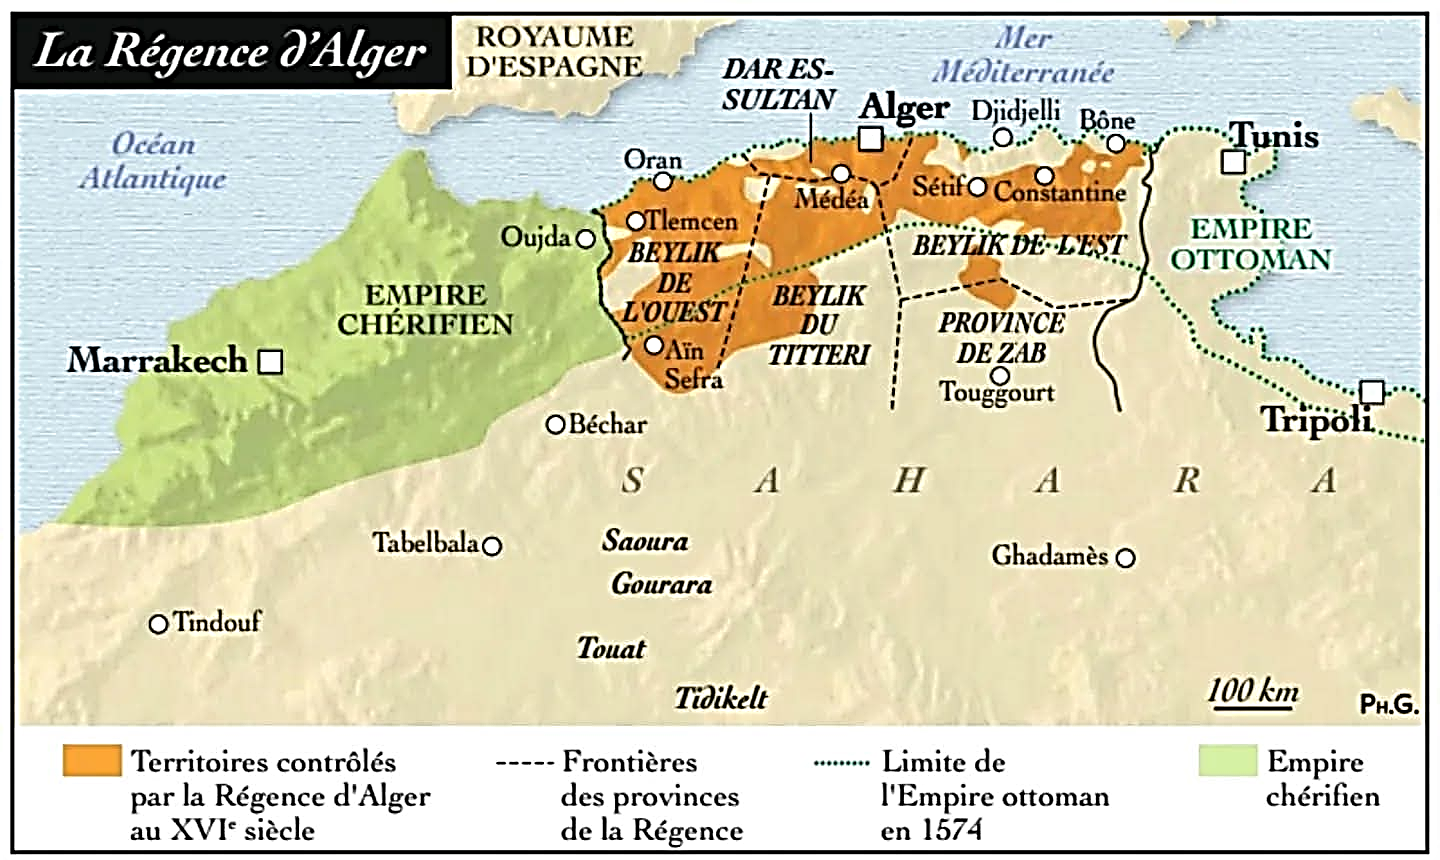 La Régence d'Alger
ROYAUME
D'ESPAGNE
Mer
Méditerranée
DAR ES-
SULTAN
Alger
Djidjelli
Bône
Tunis
Océan
Atlantique
Oran
Médéa
Sétif
Constantine
Tlemcen
Oujda
BEYLIK
DE
L'OUEST
BEYLIK DE L'EST
EMPIRE
OTTOMAN
EMPIRE
CHÉRIFIEN
BEYLIK
DU
TITTERI
PROVINCE
DE ZAB
Marrakech
Aïn
Sefra
Touggourt
Tripoli
Béchar
S A H A R A
Tabelbala
Saoura
Ghadamès
Gourara
Tindouf
Touat
Tidikelt
100 km
PH.G.
Territoires contrôlés
par la Régence d'Alger
au XVIe siècle
Frontières
des provinces
de la Régence
Limite de
l'Empire ottoman
en 1574
Empire
chérifien